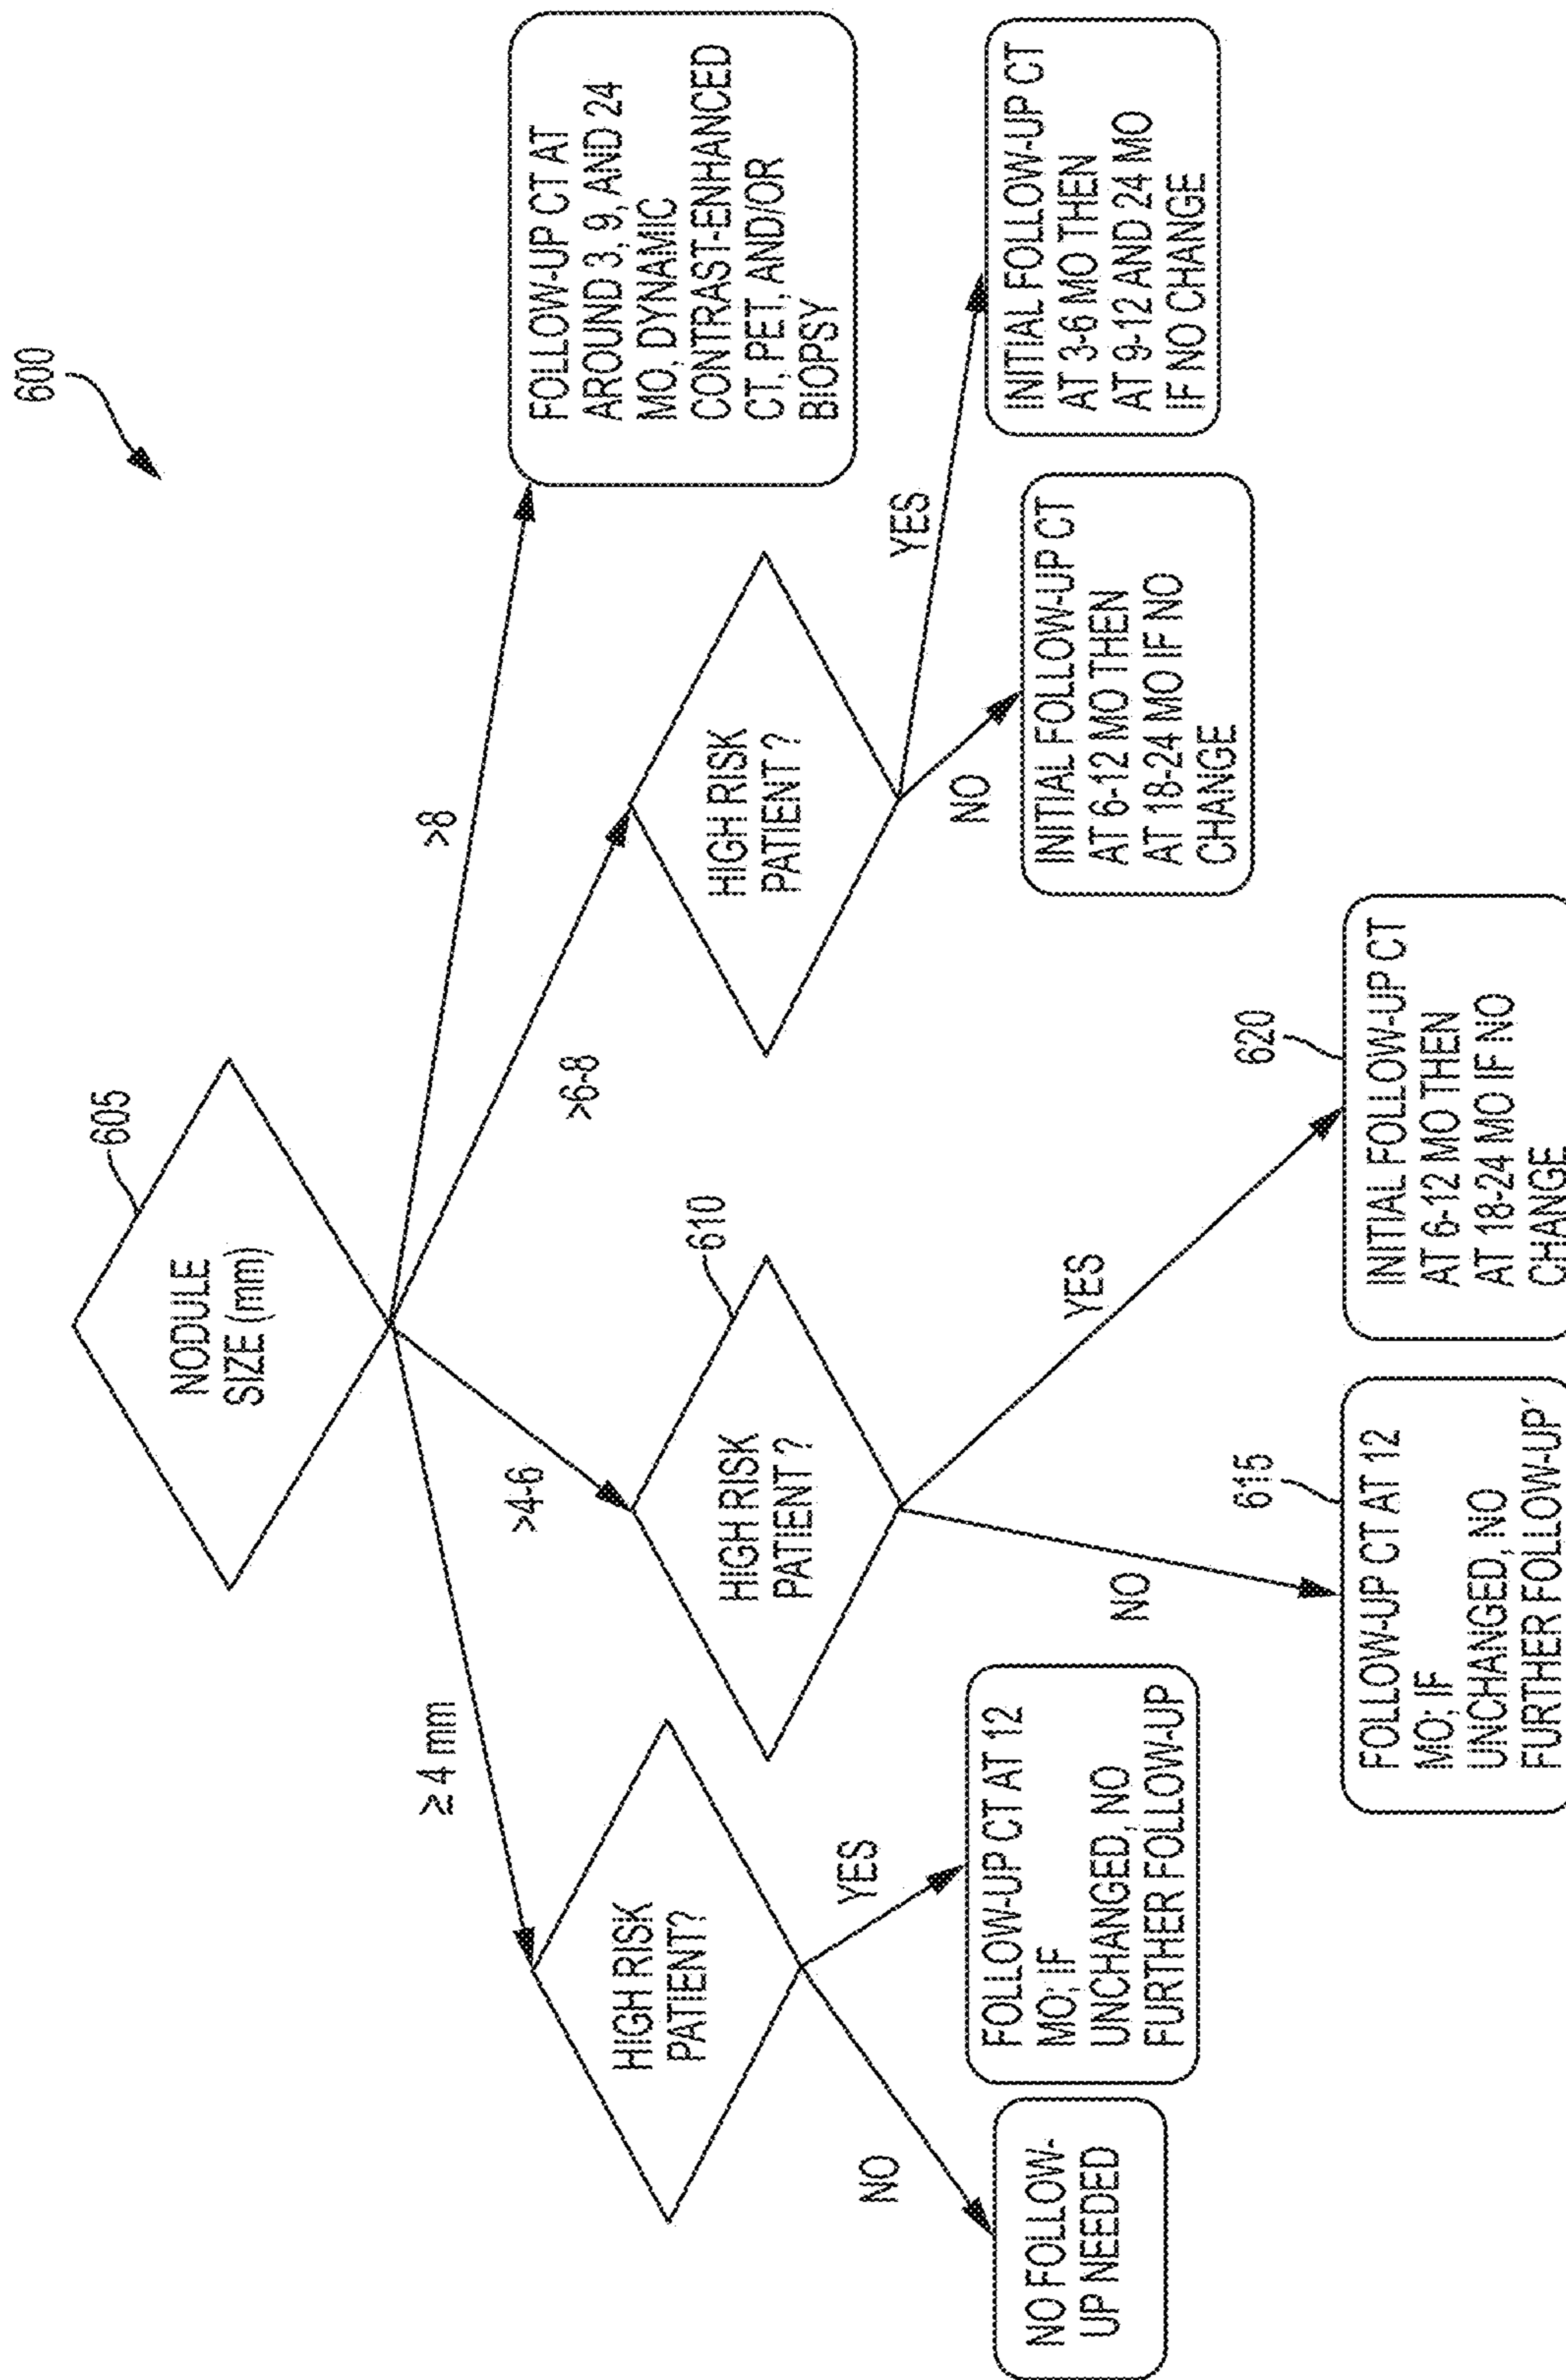 600
605
NODULE
SIZE (mm)
≥ 4 mm
>4-6
>6-8
>8
HIGH RISK
PATIENT?
610
HIGH RISK
PATIENT ?
HIGH RISK
PATIENT ?
FOLLOW-UP CT AT
AROUND 3, 9, AND 24
MO, DYNAMIC
CONTRAST-ENHANCED
CT, PET, AND/OR
BIOPSY
NO
YES
NO
YES
NO
YES
NO FOLLOW-
UP NEEDED
FOLLOW-UP CT AT 12
MO; IF
UNCHANGED, NO
FURTHER FOLLOW-UP
615
FOLLOW-UP CT AT 12
MO; IF
UNCHANGED, NO
FURTHER FOLLOW-UP'
620
INITIAL FOLLOW-UP CT
AT 6-12 MO THEN
AT 18-24 MO IF NO
CHANGE
INITIAL FOLLOW-UP CT
AT 6-12 MO THEN
AT 18-24 MO IF NO
CHANGE
INITIAL FOLLOW-UP CT
AT 3-6 MO THEN
AT 9-12 AND 24 MO
IF NO CHANGE